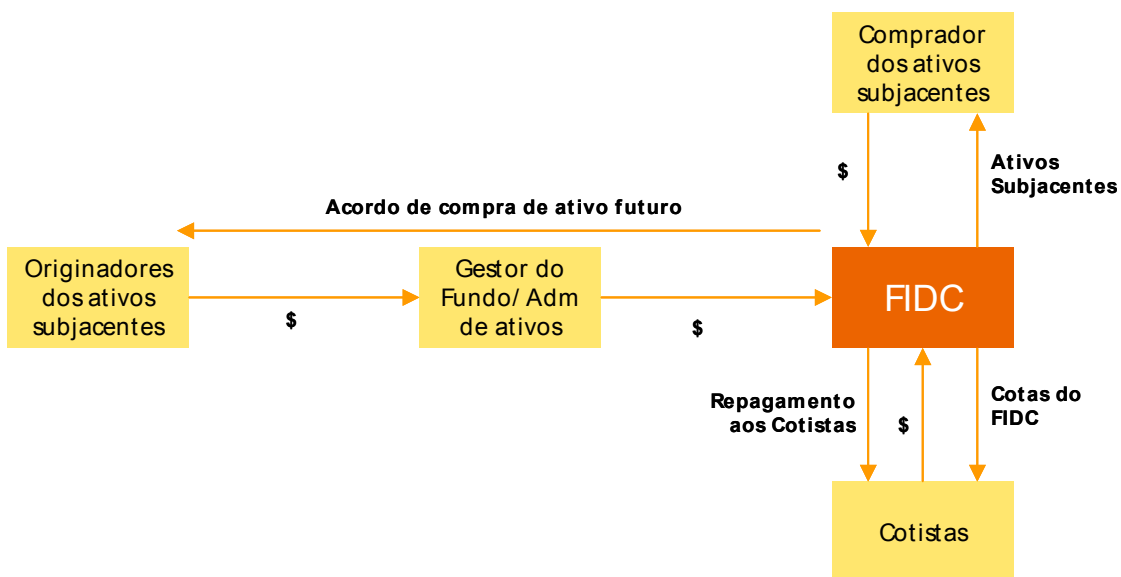 Comprador
dos ativos
subjacentes
$
Ativos
Subjacentes
Acordo de compra de ativo futuro
Originadores
dos ativos
subjacentes
$
Gestor do
Fundo/ Adm
de ativos
$
FIDC
Repagamento
aos Cotistas
$
Cotas do
FIDC
Cotistas